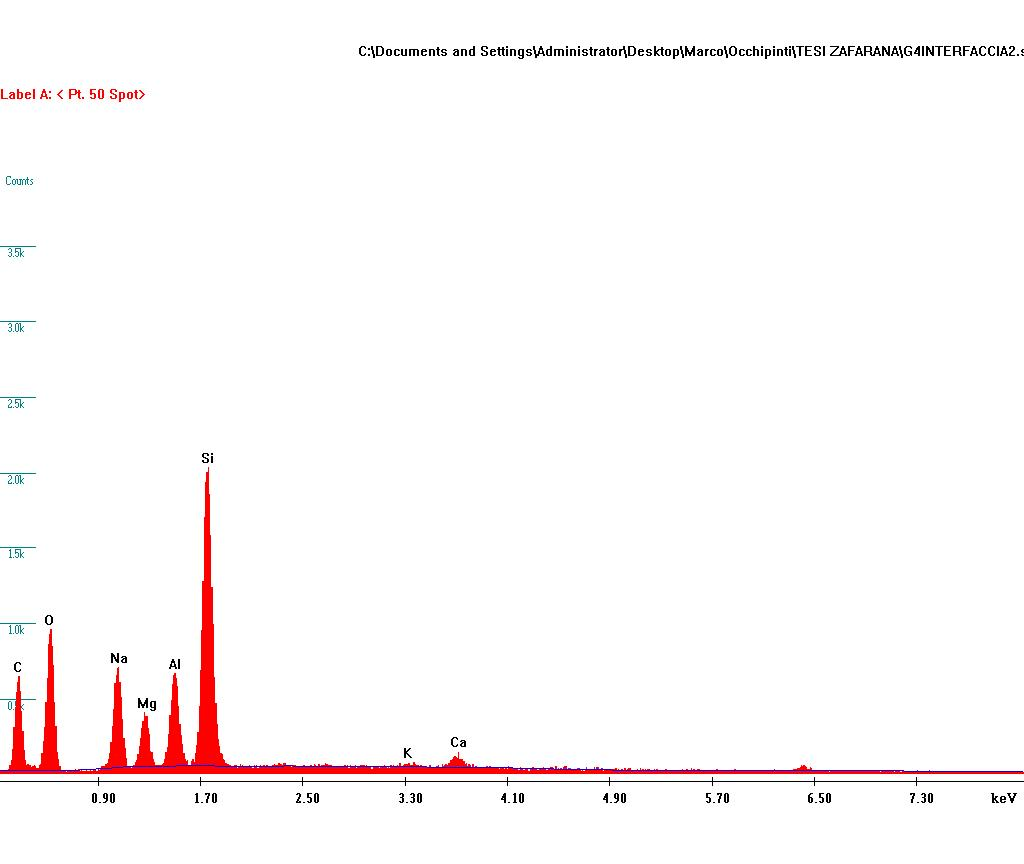 C:\Documents and Settings\Administrator\Desktop\Marco\Occhipinti\TESI ZAFARANA\G4INTERFACCIA2.s
Label A: < Pt. 50 Spot>
Counts
3.5k
3.0k
2.5k
Si
2.0k
1.5k
O
1.0k
Na
Al
C
Mg
0.5k
Ca
K
0.90 1.70 2.50 3.30 4.10 4.90 5.70 6.50 7.30 keV